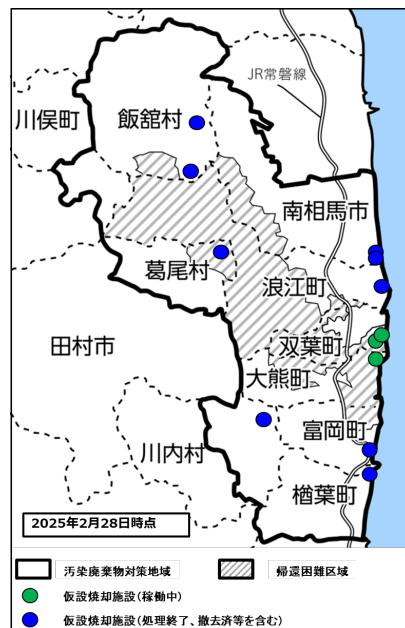 JR常磐線
川俣町
飯舘村
南相馬市
葛尾村
浪江町
田村市
双葉町
大熊町
川内村
富岡町
楢葉町
2025年2月28日時点
汚染廃棄物対策地域
帰還困難区域
仮設焼却施設(稼働中)
仮設焼却施設(処理終了、撤去済等を含む)